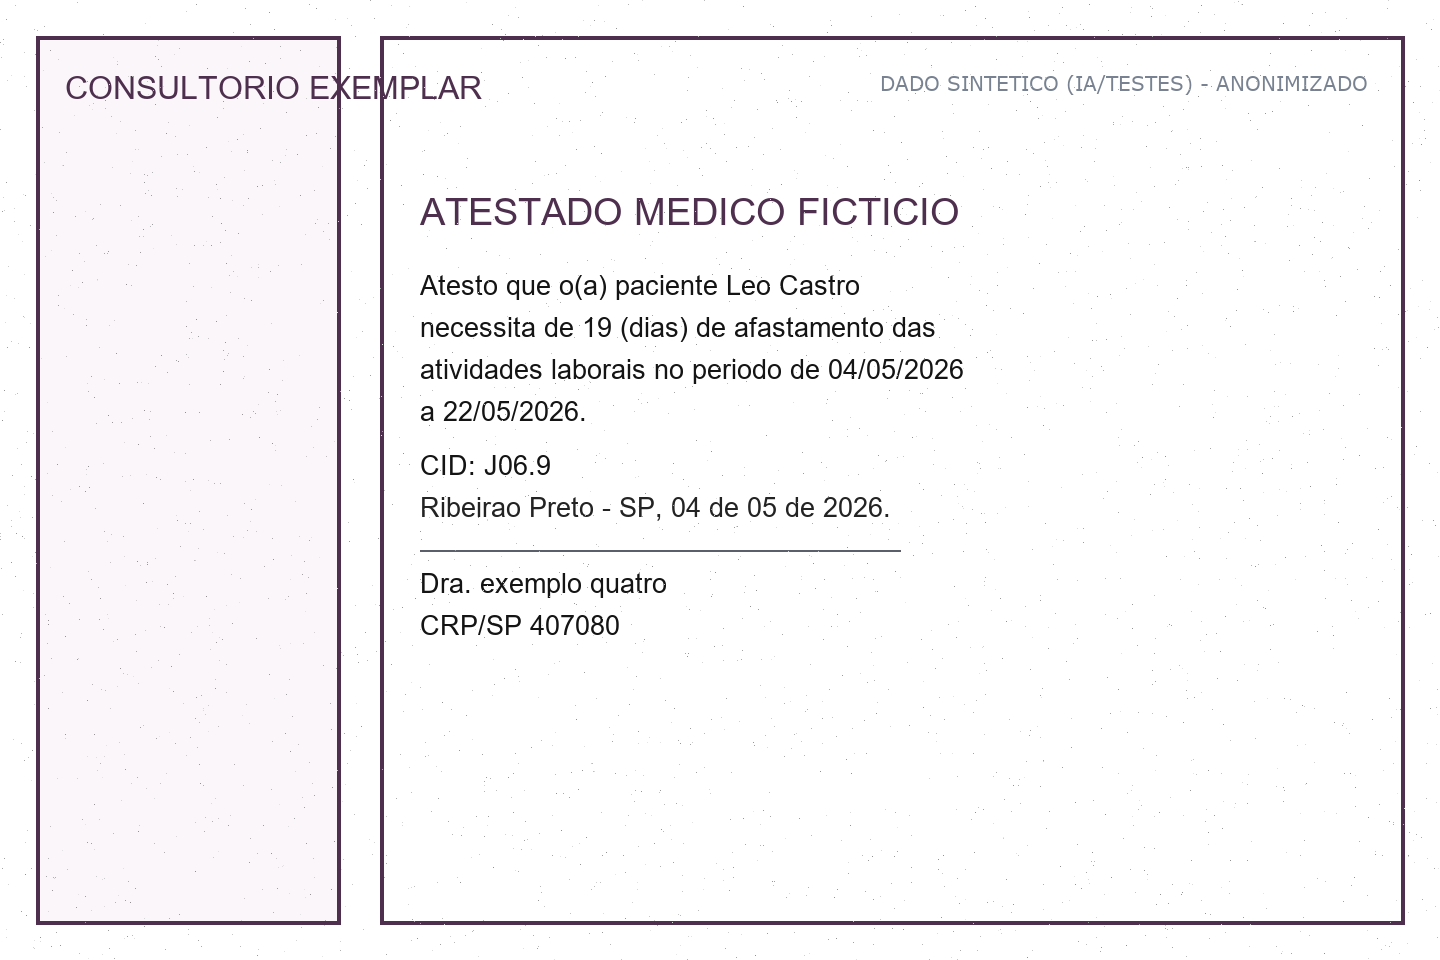 CONSULTORIO EXEMPLAR
DADO SINTETICO (IA/TESTES) - ANONIMIZADO
ATESTADO MEDICO FICTICIO
Atesto que o(a) paciente Leo Castro
necessita de 19 (dias) de afastamento das
atividades laborais no periodo de 04/05/2026
a 22/05/2026.
CID: J06.9
Ribeirao Preto - SP, 04 de 05 de 2026.
Dra. exemplo quatro
CRP/SP 407080